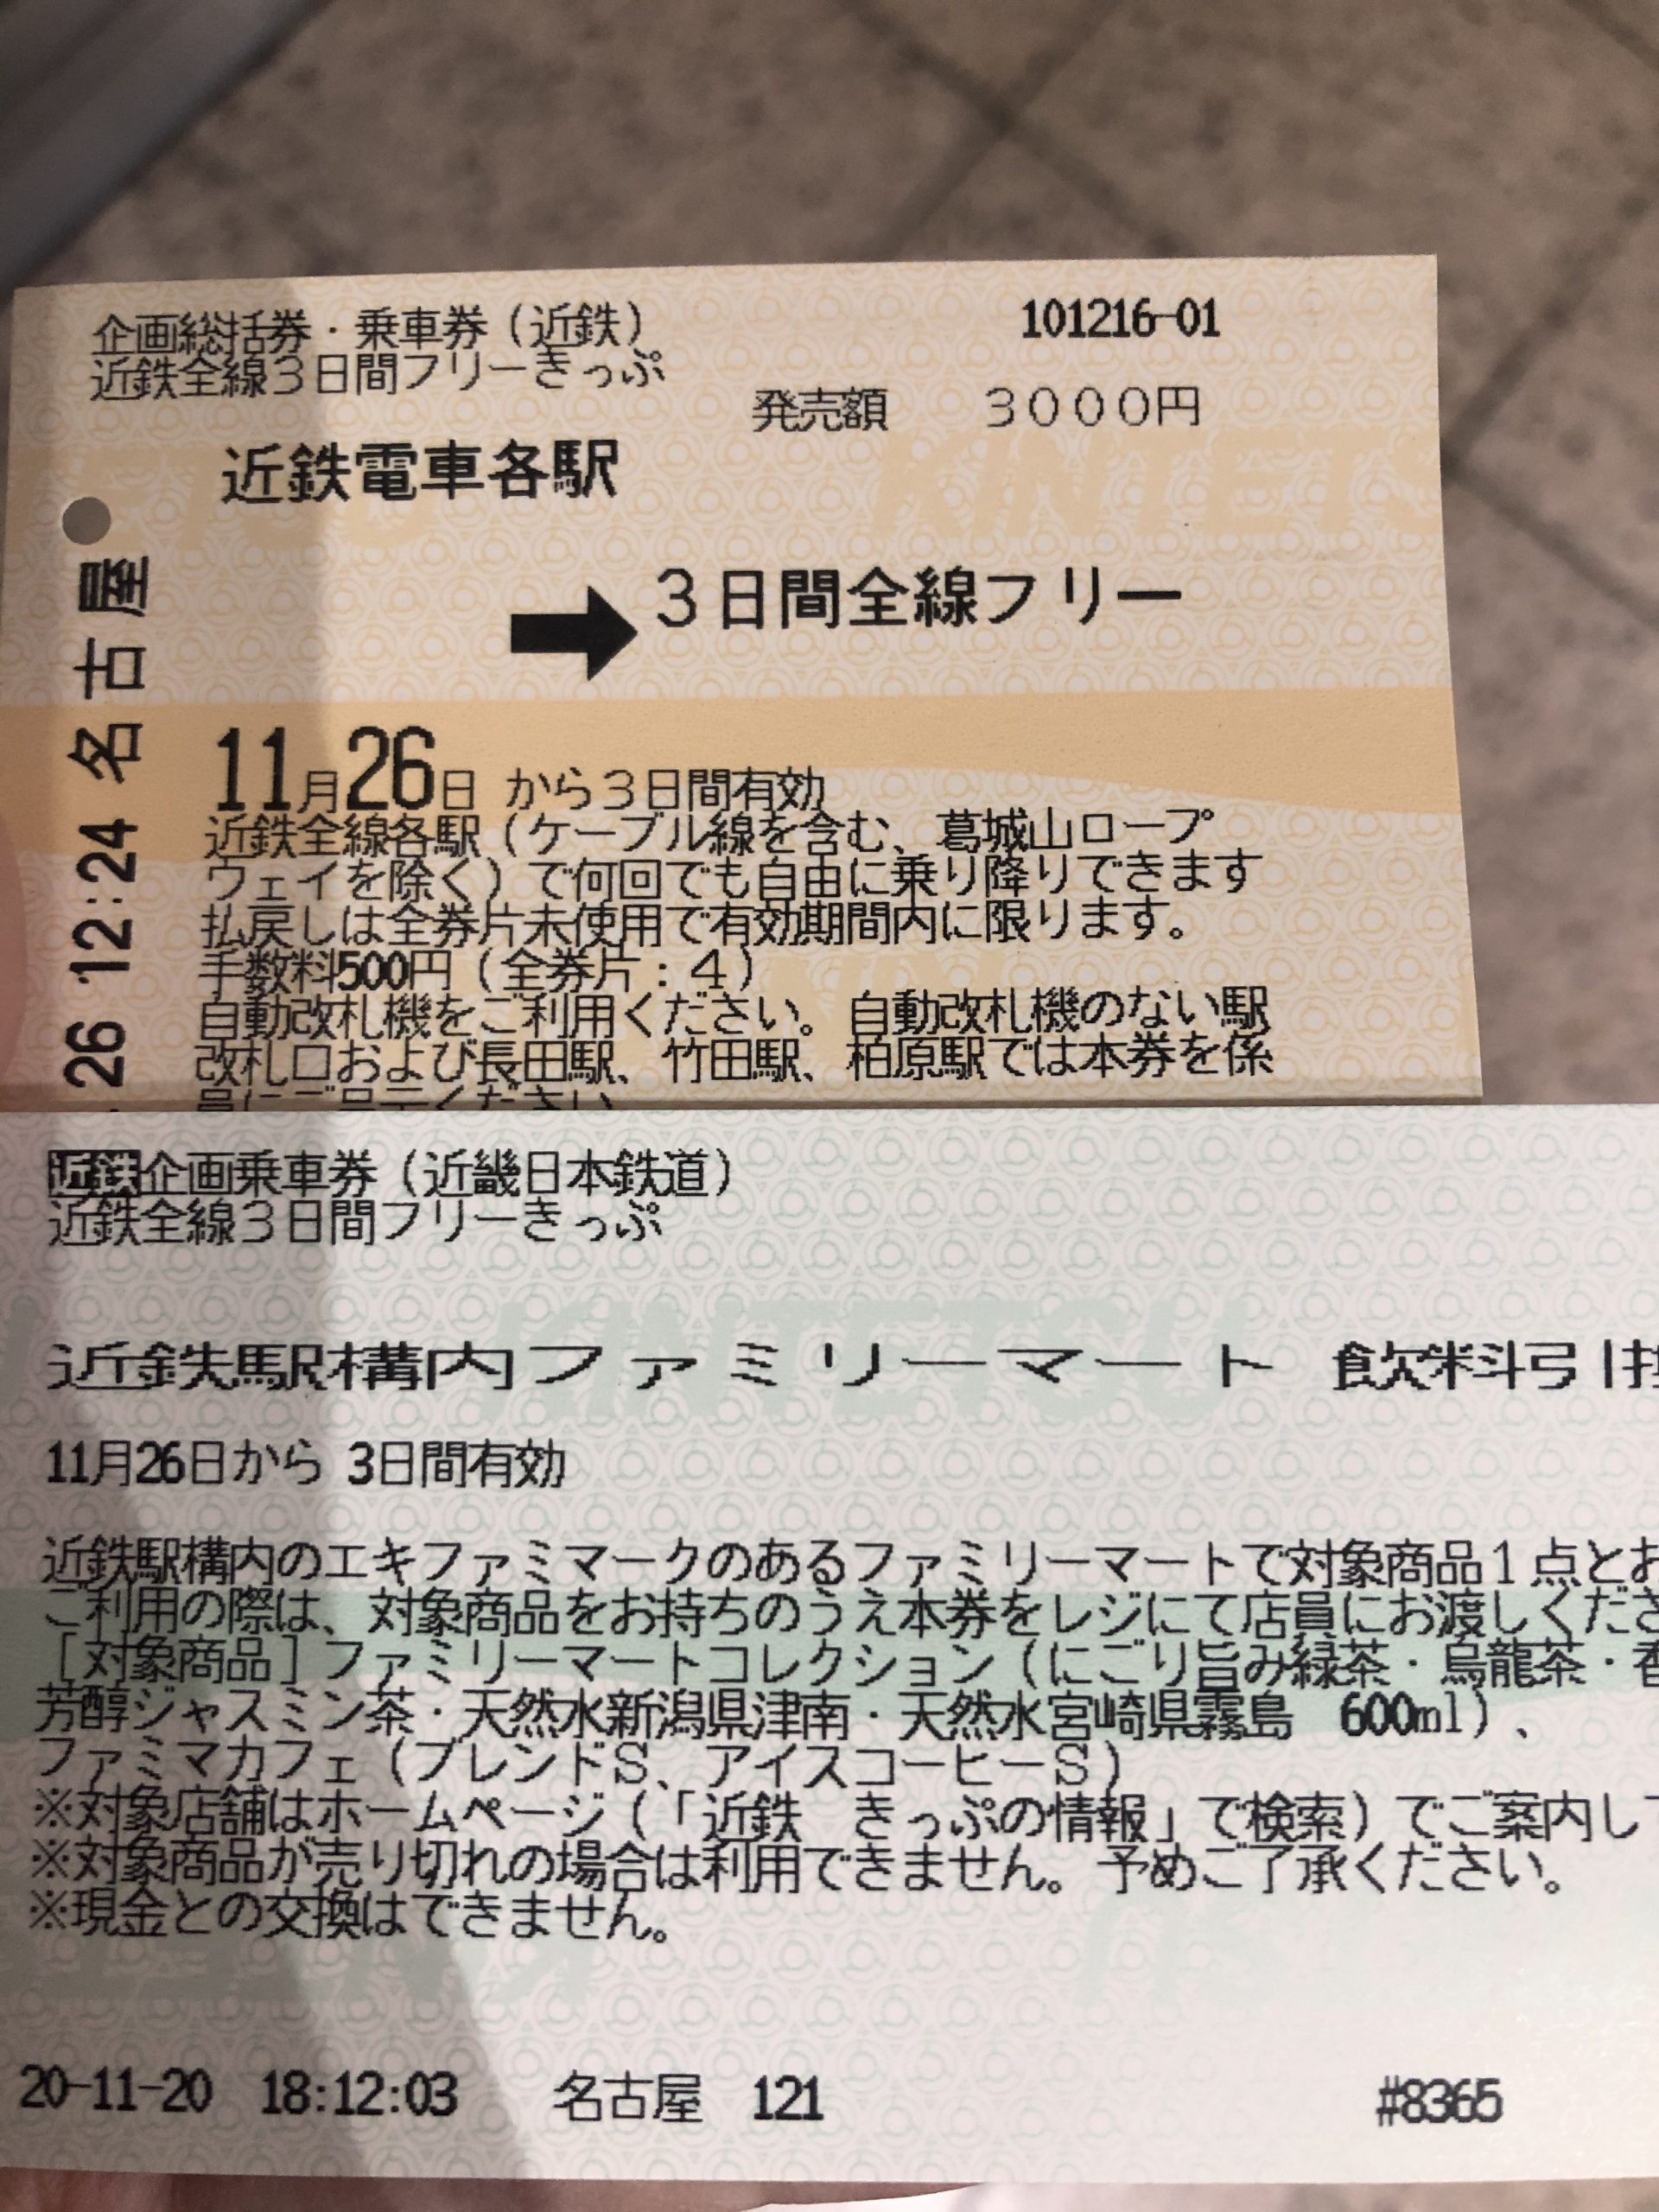 企画総括券・乗車券（近鉄）
101216-01
近鉄全線３日間フリーきっぷ
発売額 ３０００円
近鉄電車各駅
➡３日間全線フリー
11月26日 から３日間有効
近鉄全線各駅（ケーブル線を含む、葛城山ロープ
ウェイを除く）で何回でも自由に乗り降りできます
払戻しは全券片未使用で有効期間内に限ります。
手数料500円（全券片：４）
自動改札機をご利用ください。自動改札機のない駅
改札口および長田駅、竹田駅、柏原駅では本券を係
員にご呈示ください
26 12:24 名古屋
KINTETSU
近鉄企画乗車券（近畿日本鉄道）
近鉄全線３日間フリーきっぷ
近鉄駅構内ファミリーマート 飲料引換
11月26日から 3日間有効
近鉄駅構内のエキファミマークのあるファミリーマートで対象商品１点とお
ご利用の際は、対象商品をお持ちのうえ本券をレジにて店員にお渡しくださ
［対象商品］ファミリーマートコレクション（にごり旨み緑茶・烏龍茶・香
芳醇ジャスミン茶・天然水新潟県津南・天然水宮崎県霧島 600ml）、
ファミマカフェ（ブレンドＳ、アイスコーヒーＳ）
※対象店舗はホームページ（「近鉄 きっぷの情報」で検索）でご案内して
※対象商品が売り切れの場合は利用できません。予めご了承ください。
※現金との交換はできません。
KINTETSU
20-11-20 18:12:03 名古屋 121 #8365